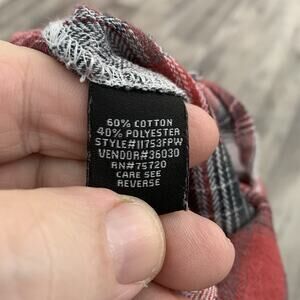 60% COTTON
40% POLYESTER
STYLE#11753FPW
VENDOR#36030
RN#75720
CARE SEE
REVERSE